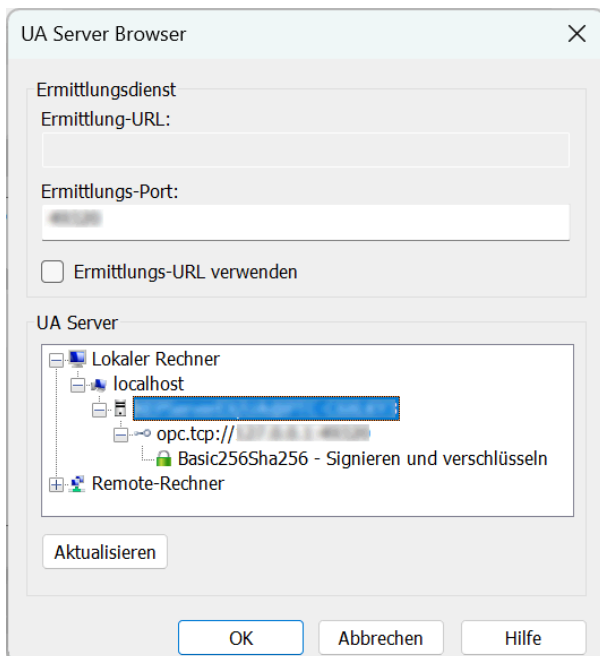 UA Server Browser
Ermittlungsdienst
Ermittlung-URL:
Ermittlungs-Port:
Ermittlungs-URL verwenden
UA Server
Lokaler Rechner
localhost
opc.tcp://
Basic256Sha256 - Signieren und verschlüsseln
Remote-Rechner
Aktualisieren
OK
Abbrechen
Hilfe